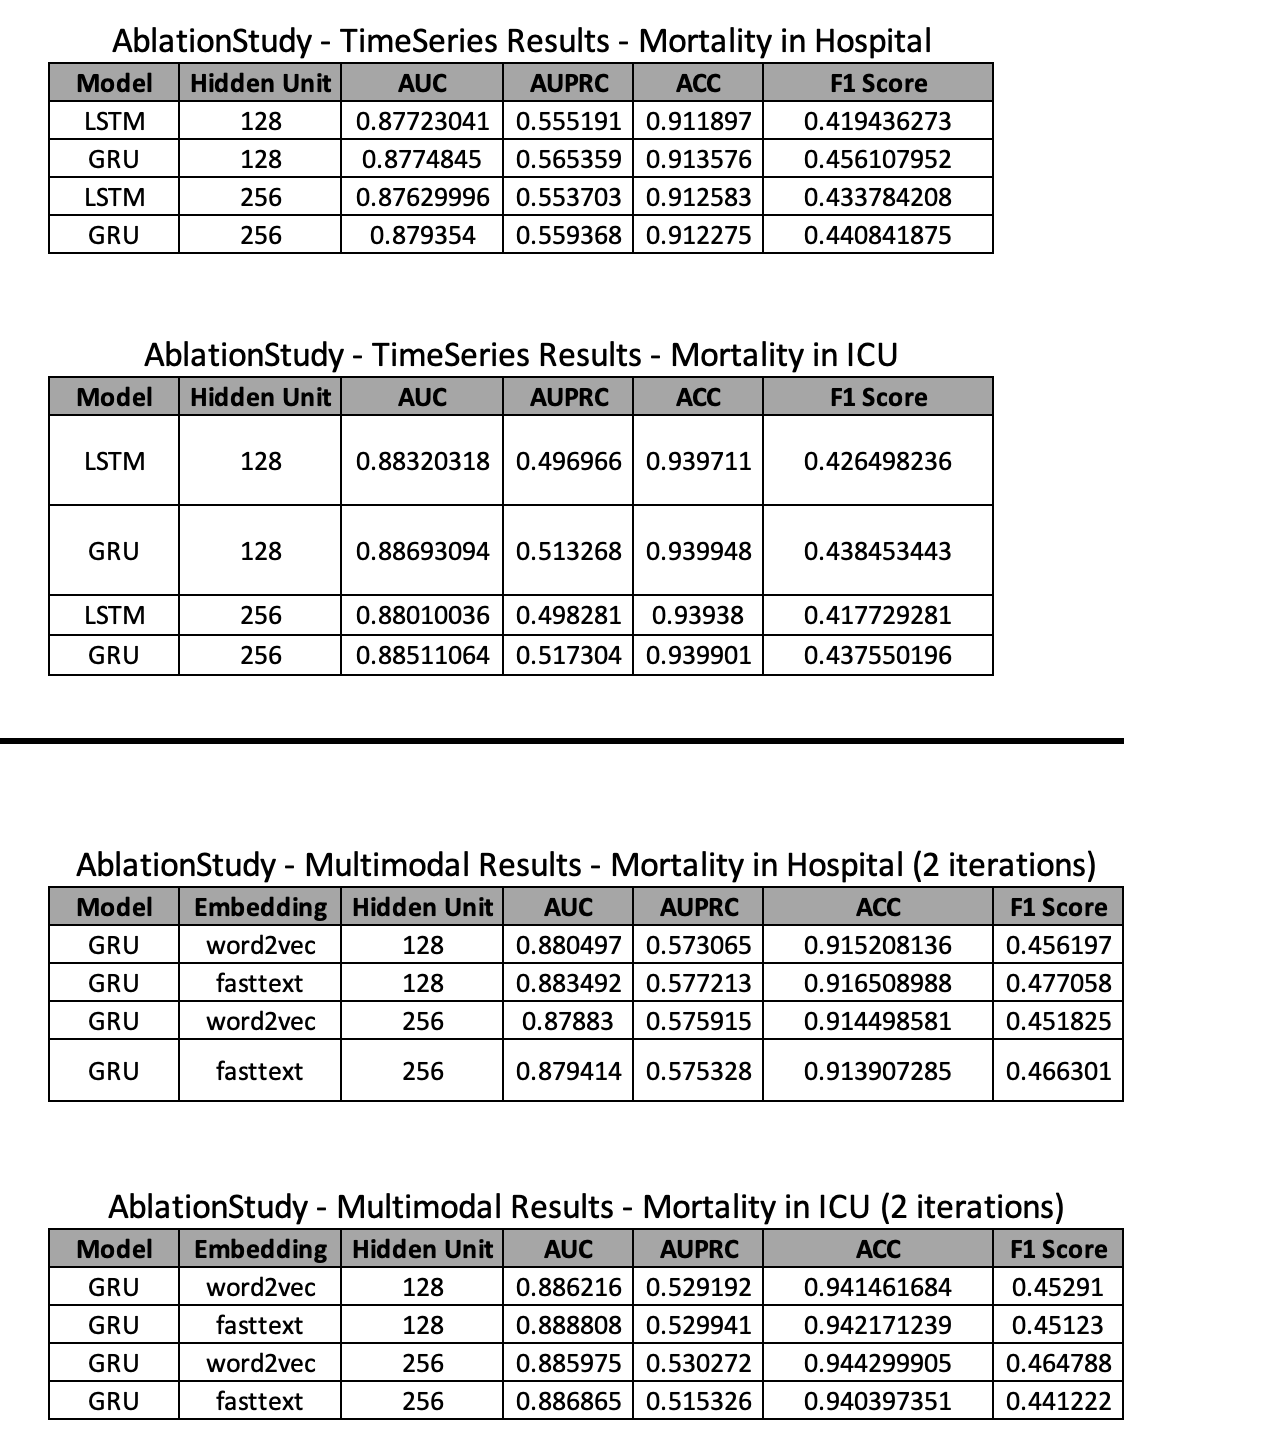 AblationStudy - TimeSeries Results - Mortality in Hospital
Model Hidden Unit AUC AUPRC ACC F1 Score
LSTM 128 0.87723041 0.555191 0.911897 0.419436273
GRU 128 0.8774845 0.565359 0.913576 0.456107952
LSTM 256 0.87629996 0.553703 0.912583 0.433784208
GRU 256 0.879354 0.559368 0.912275 0.440841875
AblationStudy - TimeSeries Results - Mortality in ICU
Model Hidden Unit AUC AUPRC ACC F1 Score
LSTM 128 0.88320318 0.496966 0.939711 0.426498236
GRU 128 0.88693094 0.513268 0.939948 0.438453443
LSTM 256 0.88010036 0.498281 0.93938 0.417729281
GRU 256 0.88511064 0.517304 0.939901 0.437550196
AblationStudy - Multimodal Results - Mortality in Hospital (2 iterations)
Model Embedding Hidden Unit AUC AUPRC ACC F1 Score
GRU word2vec 128 0.880497 0.573065 0.915208136 0.456197
GRU fasttext 128 0.883492 0.577213 0.916508988 0.477058
GRU word2vec 256 0.87883 0.575915 0.914498581 0.451825
GRU fasttext 256 0.879414 0.575328 0.913907285 0.466301
AblationStudy - Multimodal Results - Mortality in ICU (2 iterations)
Model Embedding Hidden Unit AUC AUPRC ACC F1 Score
GRU word2vec 128 0.886216 0.529192 0.941461684 0.45291
GRU fasttext 128 0.888808 0.529941 0.942171239 0.45123
GRU word2vec 256 0.885975 0.530272 0.944299905 0.464788
GRU fasttext 256 0.886865 0.515326 0.940397351 0.441222